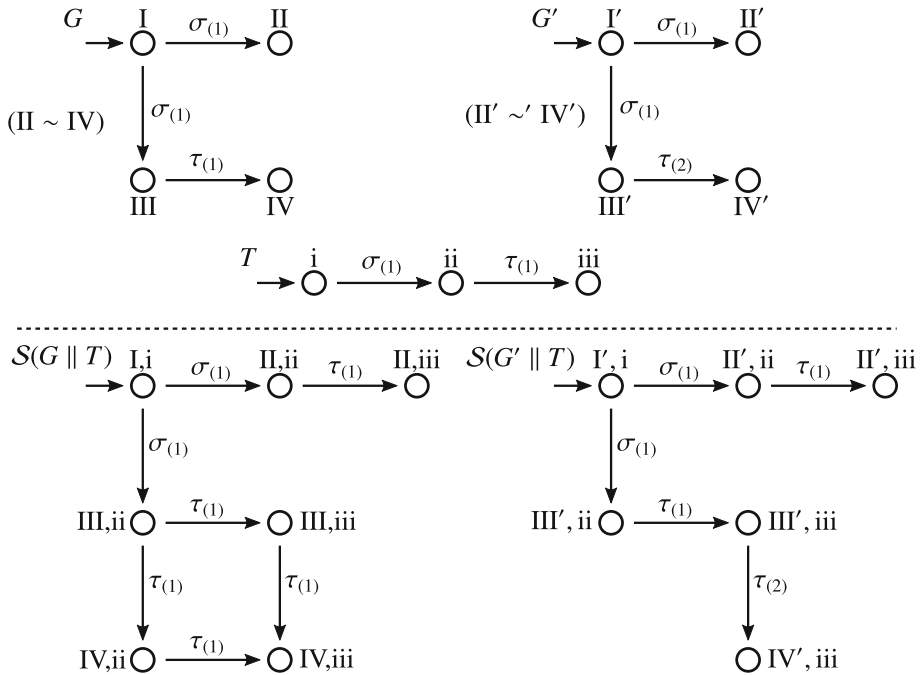 G I σ(1) II G′ I′ σ(1) II′
(II ∼ IV) σ(1) (II′ ∼′ IV′) σ(1)
τ(1) τ(2)
III IV III′ IV′
T i σ(1) ii τ(1) iii
S(G ∥ T) I,i σ(1) II,ii τ(1) II,iii S(G′ ∥ T) I′, i σ(1) II′, ii τ(1) II′, iii
σ(1) σ(1)
III,ii τ(1) III,iii III′, ii τ(1) III′, iii
τ(1) τ(1) τ(2)
IV,ii τ(1) IV,iii IV′, iii